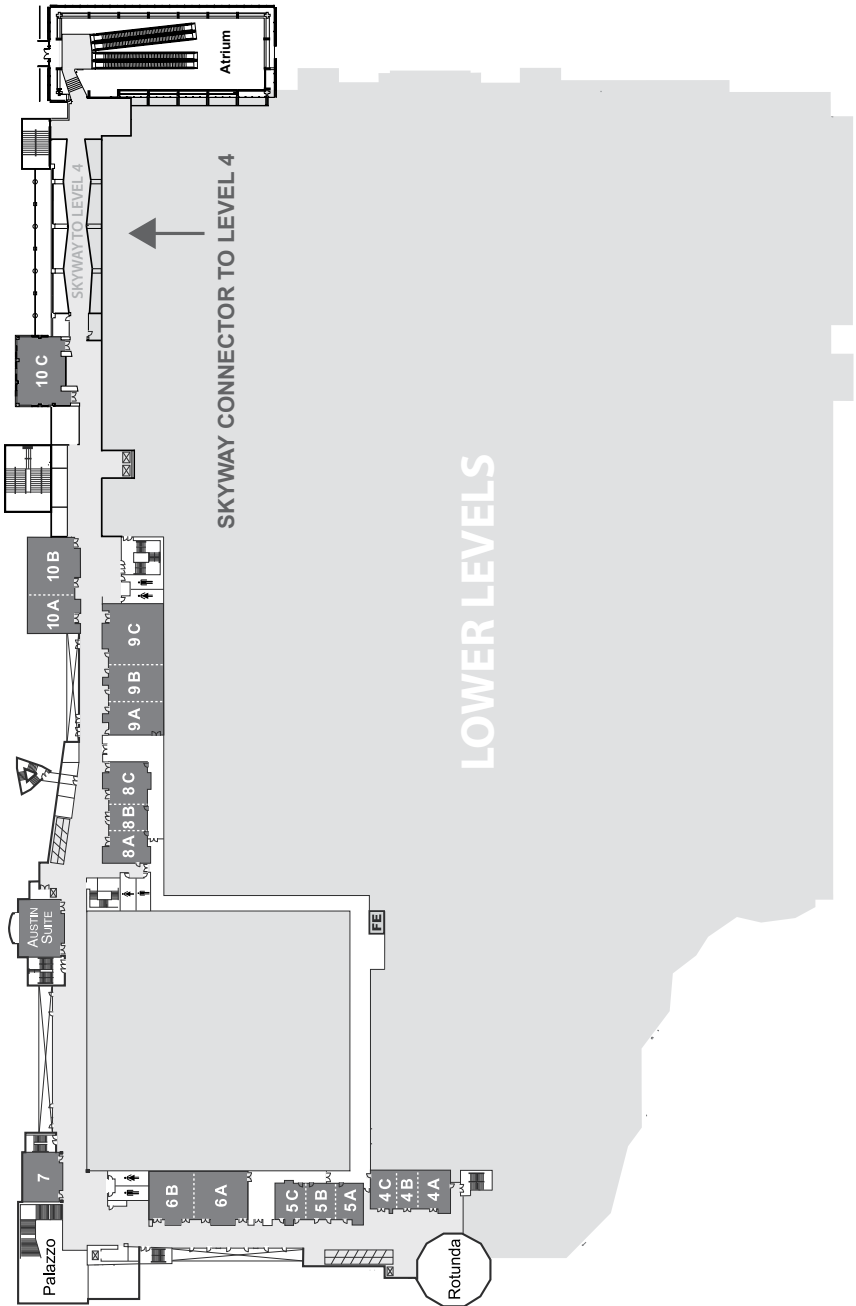 Atrium
SKYWAY TO LEVEL 4
SKYWAY CONNECTOR TO LEVEL 4
10 C
LOWER LEVELS
10 B
10 A
9 C
9 B
9 A
8 C
8 B
8 A
AUSTIN
SUITE
FE
7
6 B
6 A
5 C
5 B
5 A
4 C
4 B
4 A
Palazzo
Rotunda